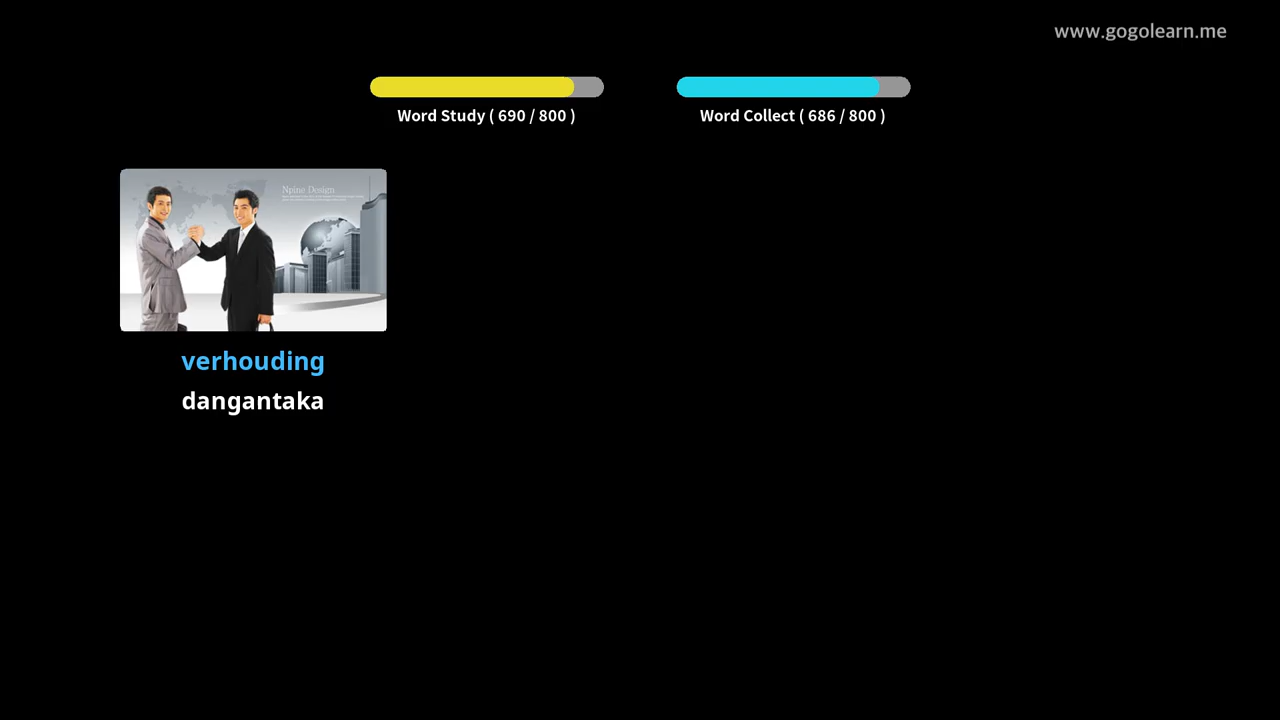 www.gogolearn.me
Word Study ( 690 / 800 )
Word Collect ( 686 / 800 )
Npine Design
verhouding
dangantaka